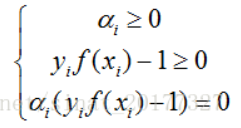 αᵢ ≥ 0
yᵢf(xᵢ)−1 ≥ 0
αᵢ(yᵢf(xᵢ)−1) = 0